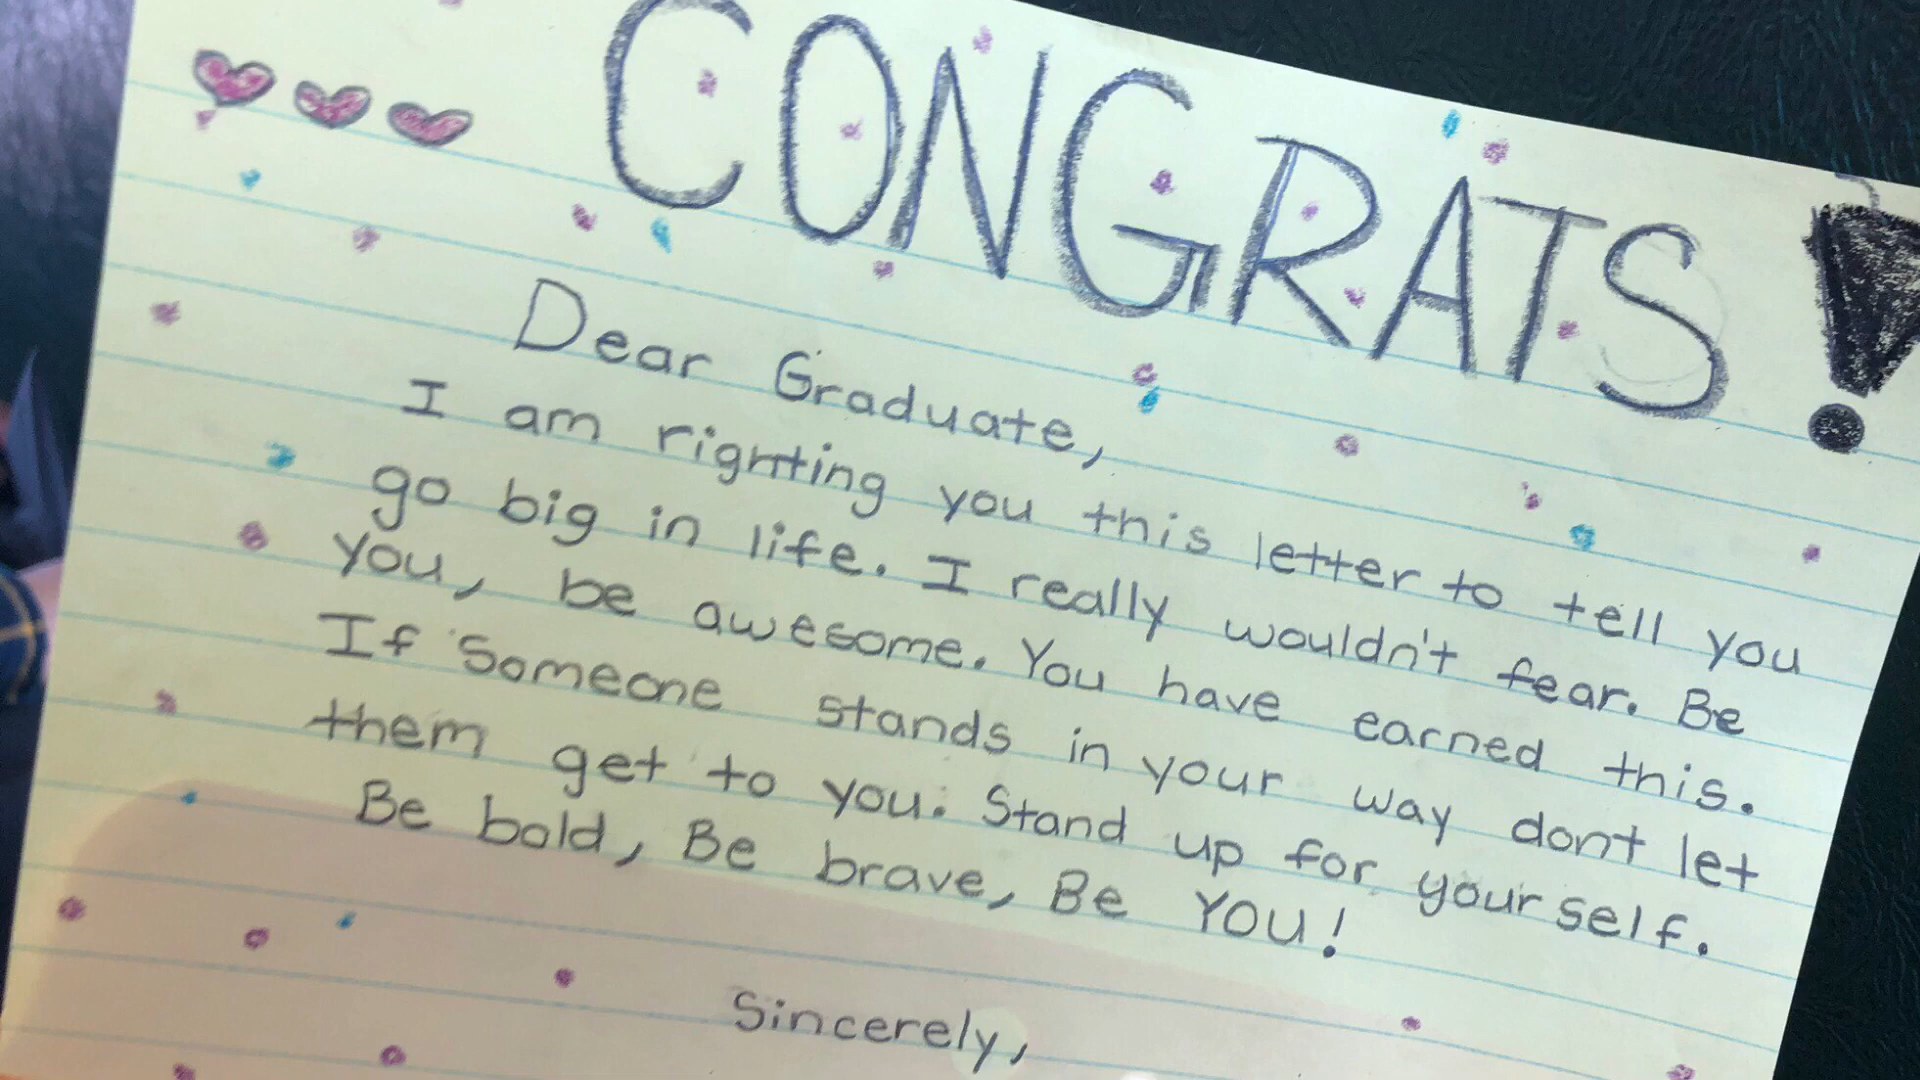 CONGRATS!
Dear Graduate,
I am righting you this letter to tell you
go big in life. I really wouldn't fear. Be
You, be awesome. You have earned this.
If Someone stands in your way dont let
them get to you. Stand up for your self.
Be bold, Be brave, Be YOU!
Sincerely,